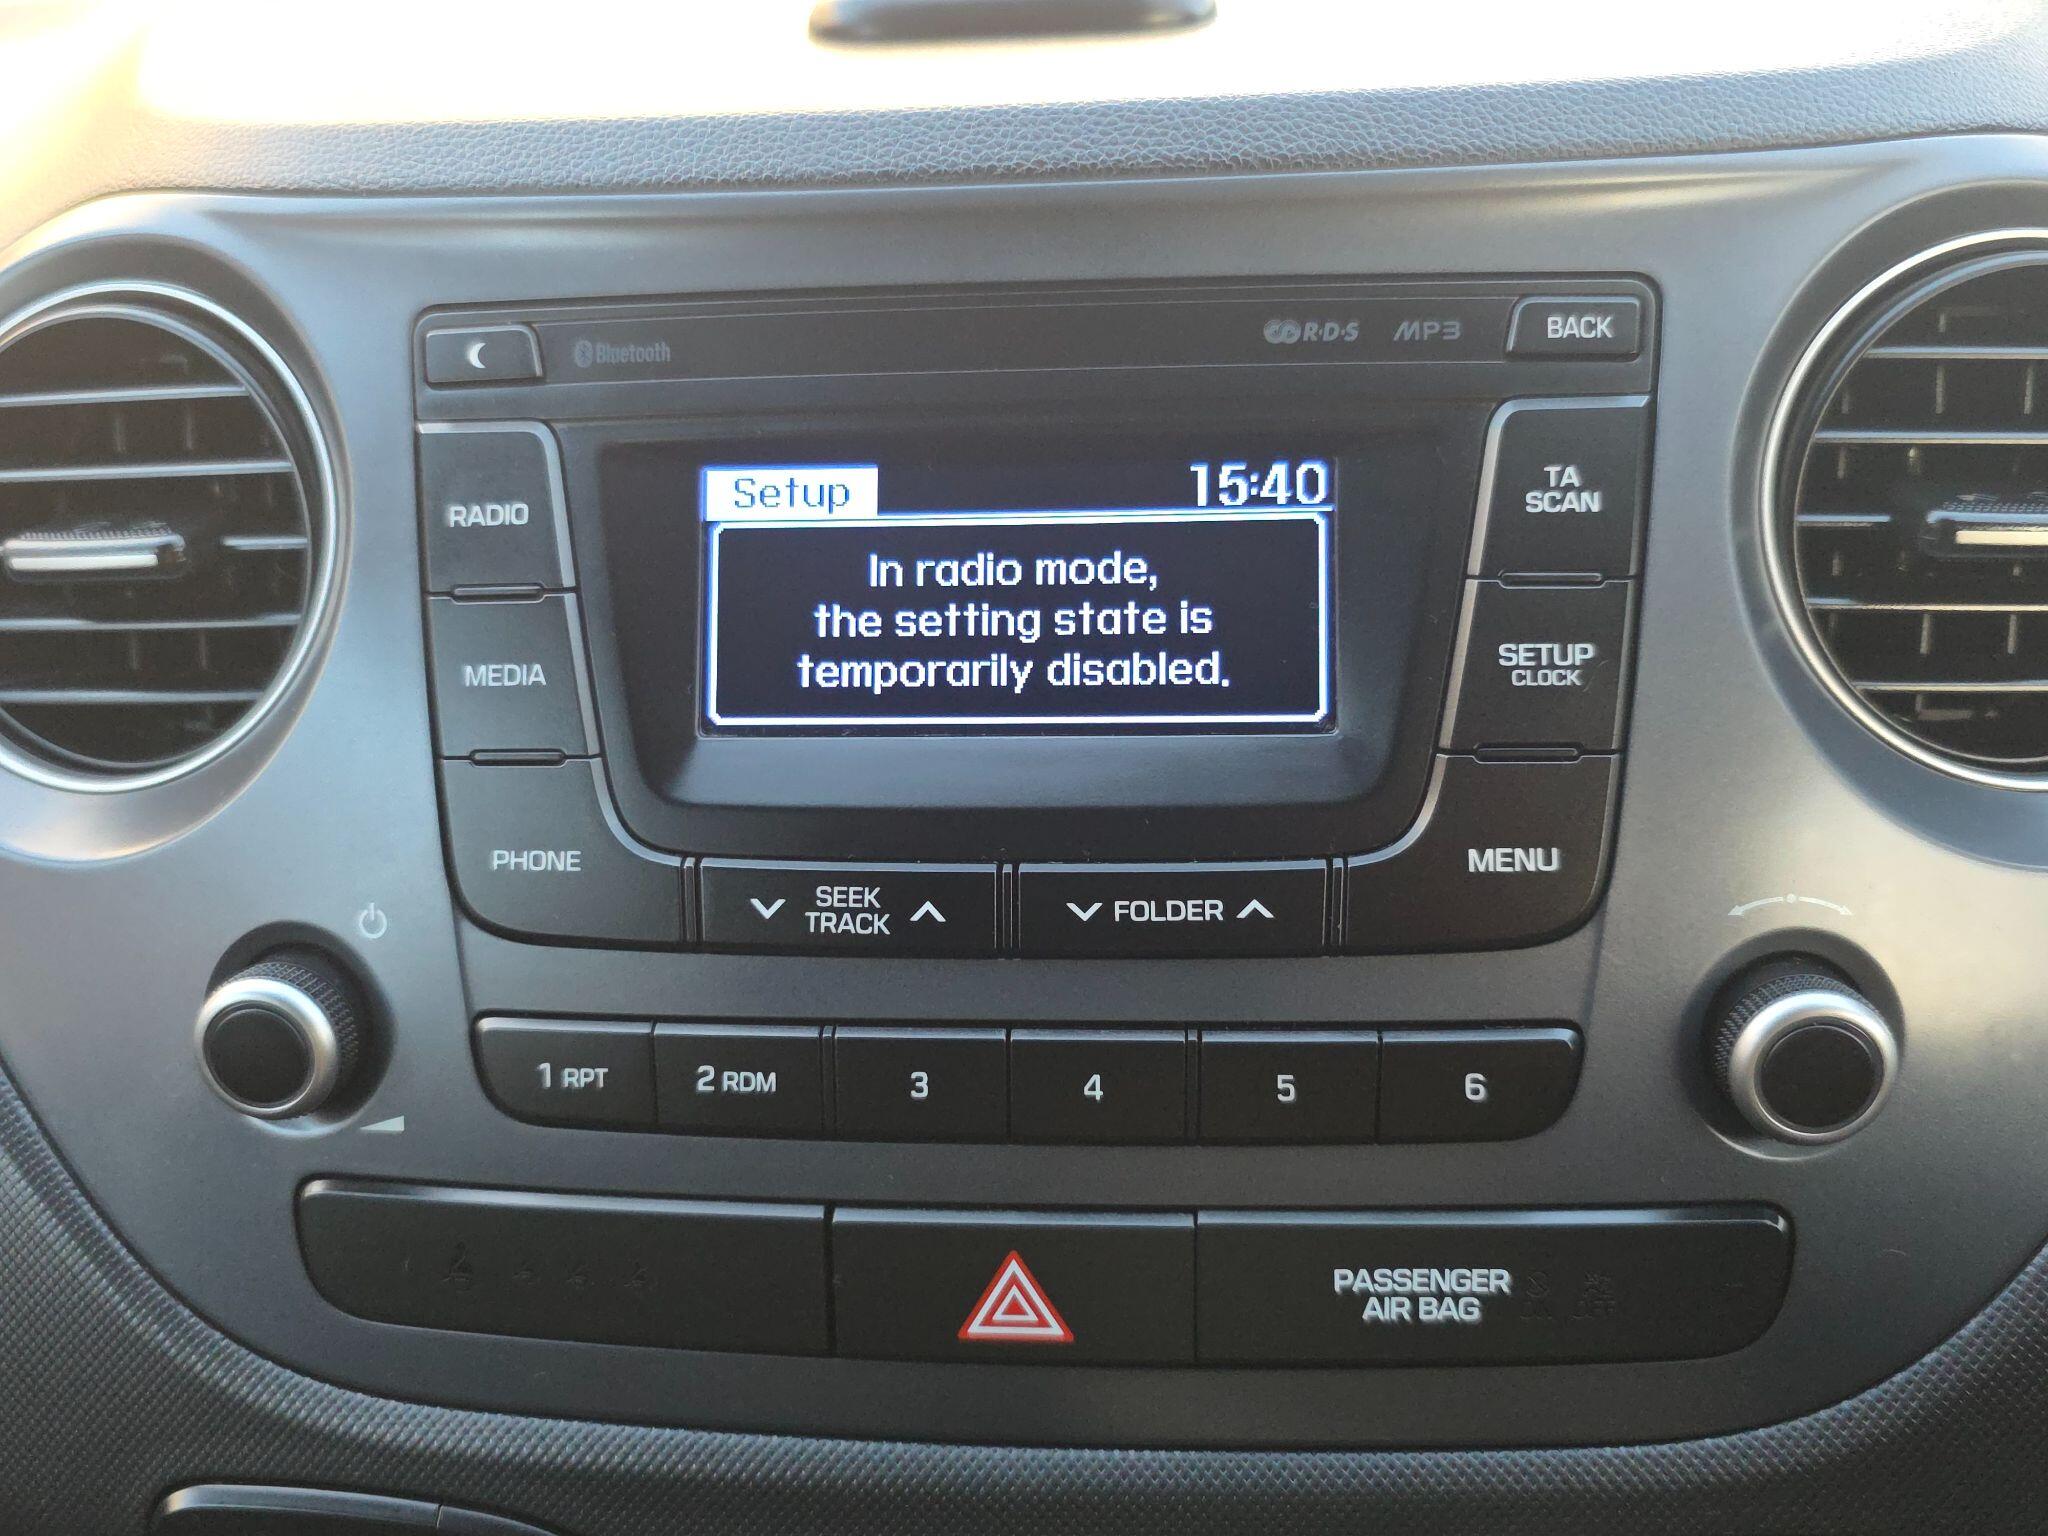 Bluetooth
R·D·S MP3
BACK
RADIO
MEDIA
PHONE
Setup 15:40
In radio mode,
the setting state is
temporarily disabled.
TA
SCAN
SETUP
CLOCK
MENU
SEEK
TRACK
FOLDER
1 RPT 2 RDM 3 4 5 6
PASSENGER
AIR BAG
OFF